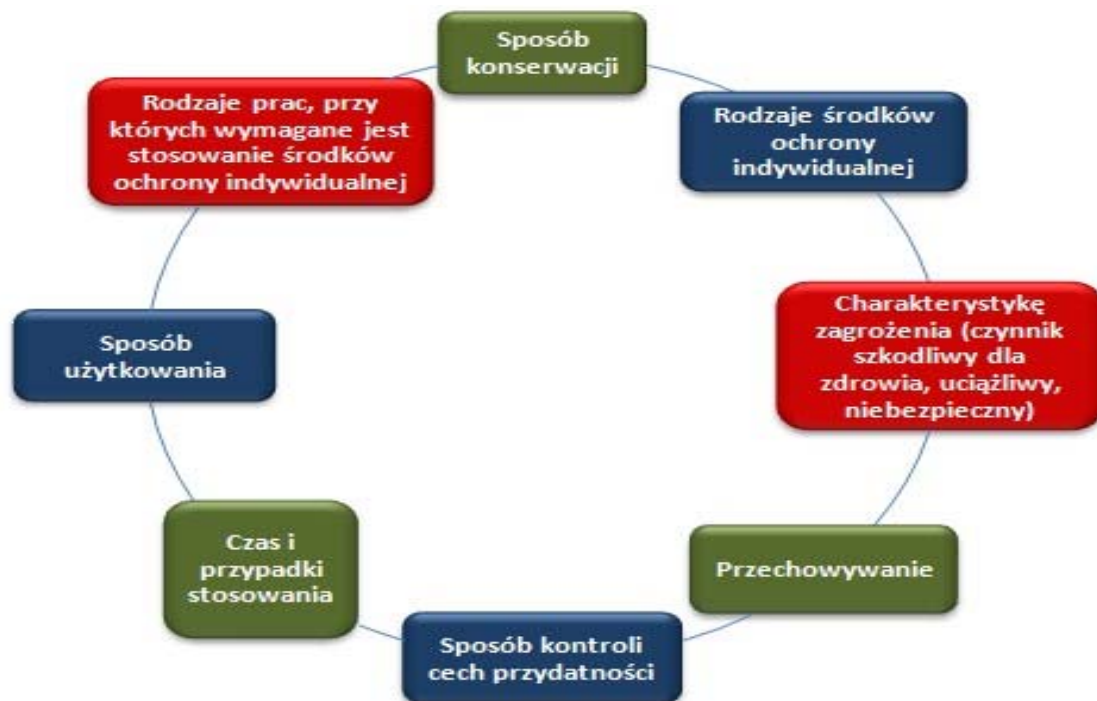 Sposób
konserwacji
Rodzaje prac, przy
których wymagane jest
stosowanie środków
ochrony indywidualnej
Rodzaje środków
ochrony
indywidualnej
Charakterystykę
zagrożenia (czynnik
szkodliwy dla
zdrowia, uciążliwy,
niebezpieczny)
Sposób
użytkowania
Czas i
przypadki
stosowania
Przechowywanie
Sposób kontroli
cech przydatności